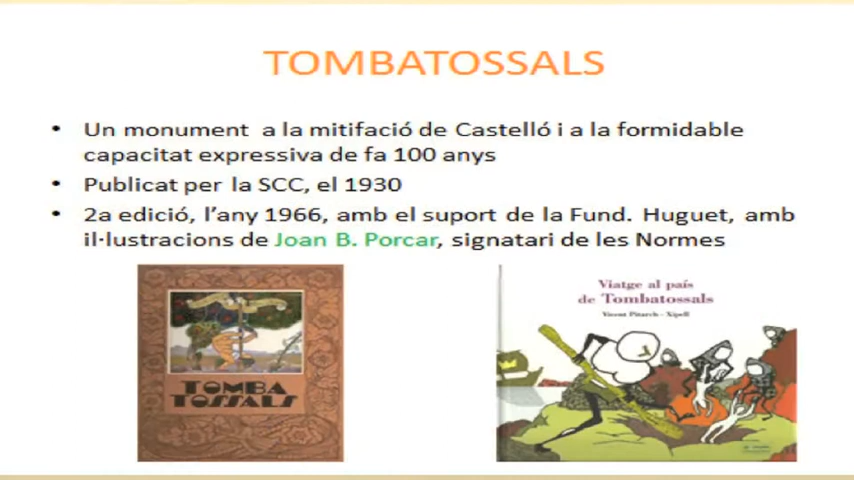 TOMBATOSSALS
• Un monument a la mitifació de Castelló i a la formidable
capacitat expressiva de fa 100 anys
• Publicat per la SCC, el 1930
• 2a edició, l'any 1966, amb el suport de la Fund. Huguet, amb
il·lustracions de Joan B. Porcar, signatari de les Normes
TOMBA
TOSSALS
Viatge al país
de Tombatossals
Vicent Pitarch - Xipell